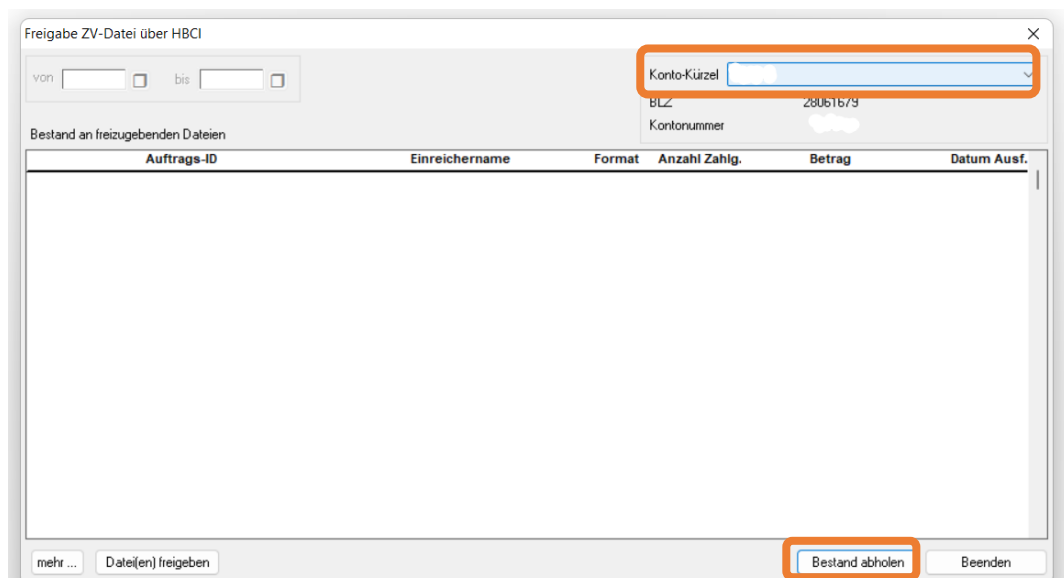 Freigabe ZV-Datei über HBCI
von bis
Konto-Kürzel
BLZ 28061679
Kontonummer
Bestand an freizugebenden Dateien
Auftrags-ID Einreichername Format Anzahl Zahlg. Betrag Datum Ausf.
mehr ... Datei(en) freigeben Bestand abholen Beenden